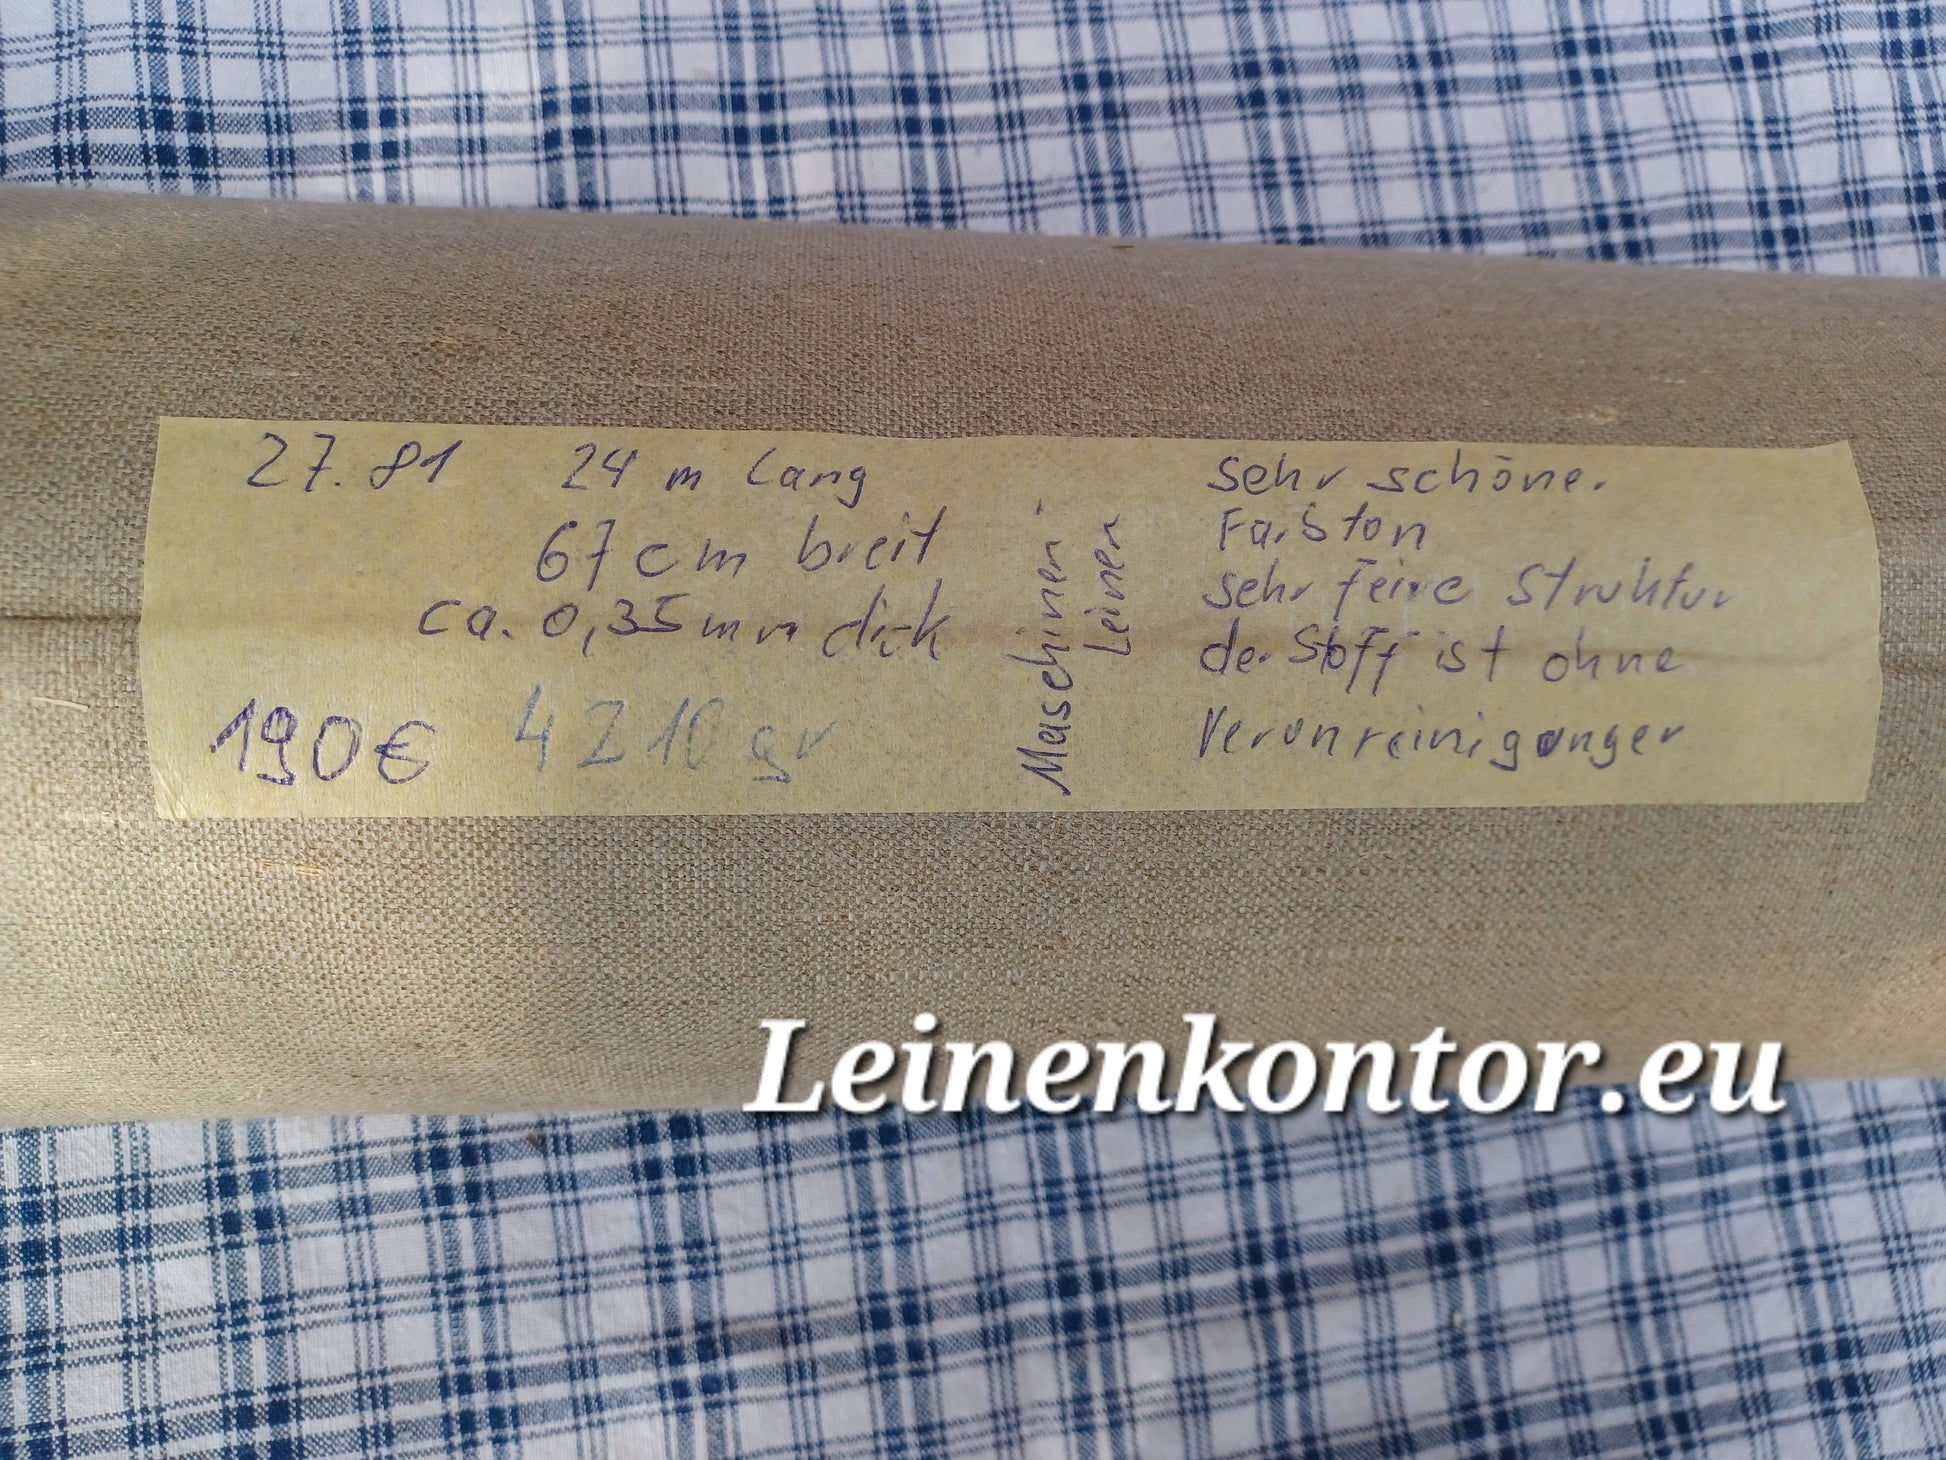 27.81
24 m lang
67 cm breit
ca. 0,35 mm dick
190€
4210 gr
Maschinen
Leinen
sehr schöner
Farbton
sehr feine Struktur
der Stoff ist ohne
Verunreinigungen
Leinenkontor.eu